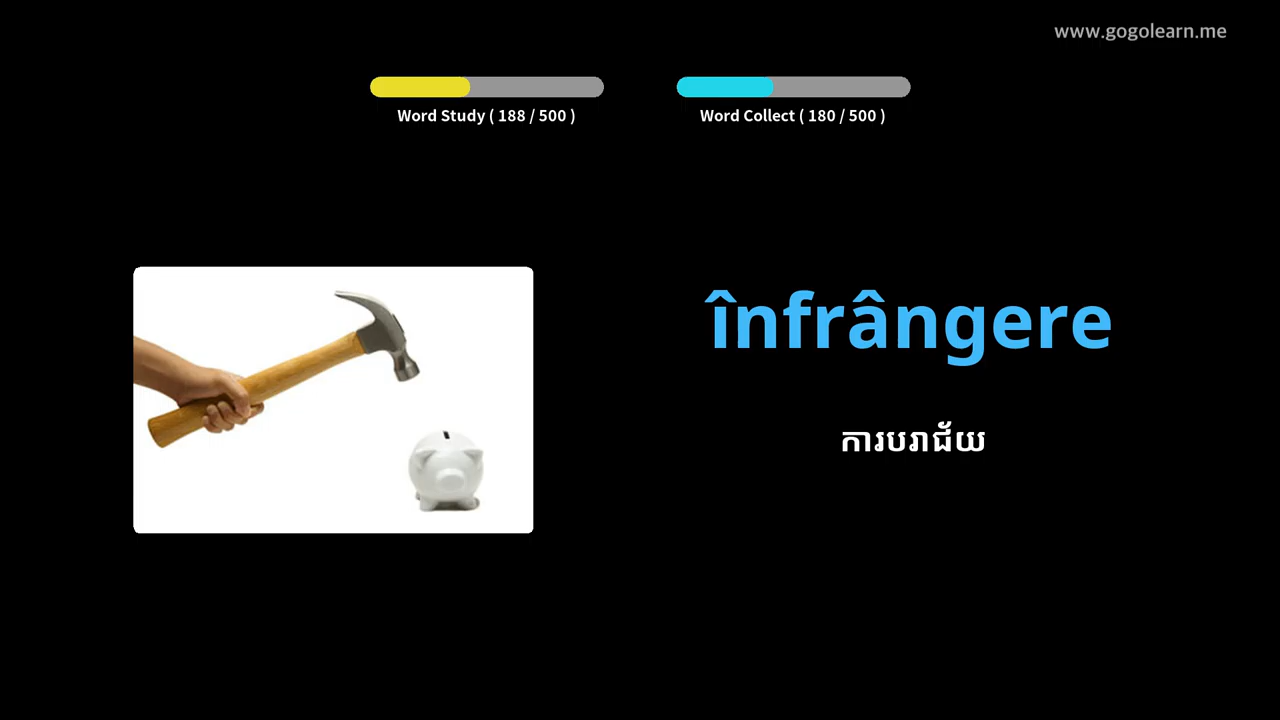 www.gogolearn.me
Word Study ( 188 / 500 )
Word Collect ( 180 / 500 )
înfrângere
ការបរាជ័យ